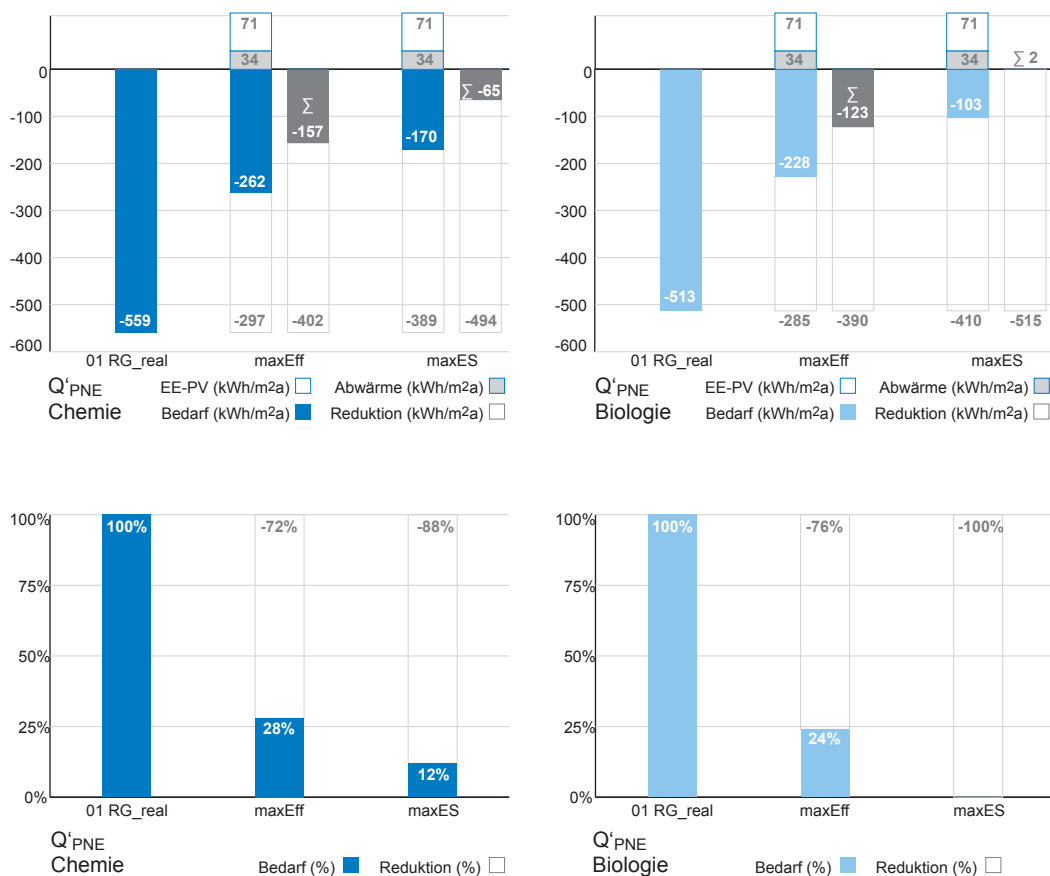 71
71
34
34
0
-100
-200
-300
-400
-500
-600
∑
-157
∑ -65
-170
-262
-559
-297
-402
-389
-494
01 RG_real
maxEff
maxES
Q‘PNE
EE-PV (kWh/m2a)
Abwärme (kWh/m2a)
Chemie
Bedarf (kWh/m2a)
Reduktion (kWh/m2a)
71
71
34
34
∑ 2
0
-100
-200
-300
-400
-500
-600
∑
-123
-103
-228
-513
-285
-390
-410
-515
01 RG_real
maxEff
maxES
Q‘PNE
EE-PV (kWh/m2a)
Abwärme (kWh/m2a)
Biologie
Bedarf (kWh/m2a)
Reduktion (kWh/m2a)
100%
75%
50%
25%
0%
100%
-72%
-88%
28%
12%
01 RG_real
maxEff
maxES
Q‘PNE
Chemie
Bedarf (%)
Reduktion (%)
100%
75%
50%
25%
0%
100%
-76%
-100%
24%
01 RG_real
maxEff
maxES
Q‘PNE
Biologie
Bedarf (%)
Reduktion (%)